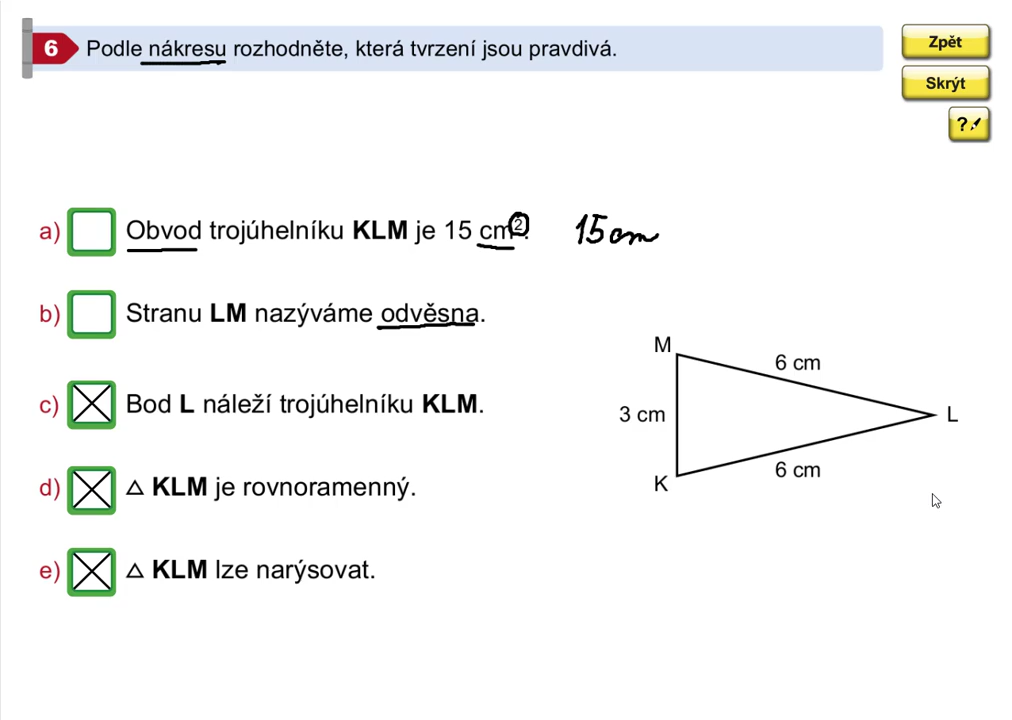 6 Podle nákresu rozhodněte, která tvrzení jsou pravdivá.
Zpět
Skrýt
?
a) Obvod trojúhelníku KLM je 15 cm². 15 cm
b) Stranu LM nazýváme odvěsna.
c) Bod L náleží trojúhelníku KLM.
d) △ KLM je rovnoramenný.
e) △ KLM lze narýsovat.
M
6 cm
3 cm
L
6 cm
K